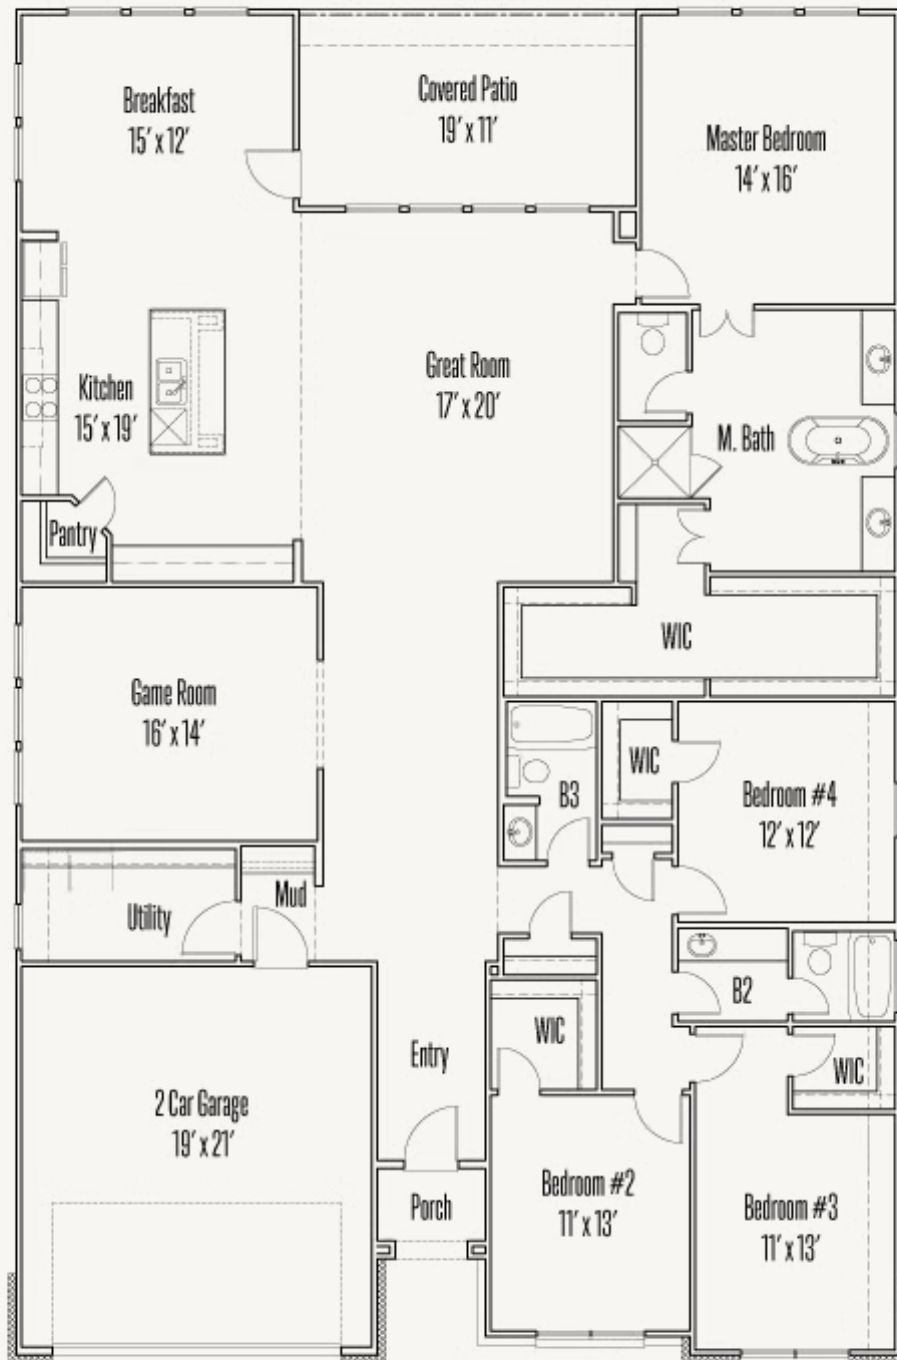 Breakfast
15' x 12'
Covered Patio
19' x 11'
Master Bedroom
14' x 16'
Kitchen
15' x 19'
Great Room
17' x 20'
M. Bath
Pantry
WIC
Game Room
16' x 14'
WIC
B3
Bedroom #4
12' x 12'
Utility
Mud
B2
WIC
Entry
WIC
2 Car Garage
19' x 21'
Porch
Bedroom #2
11' x 13'
Bedroom #3
11' x 13'